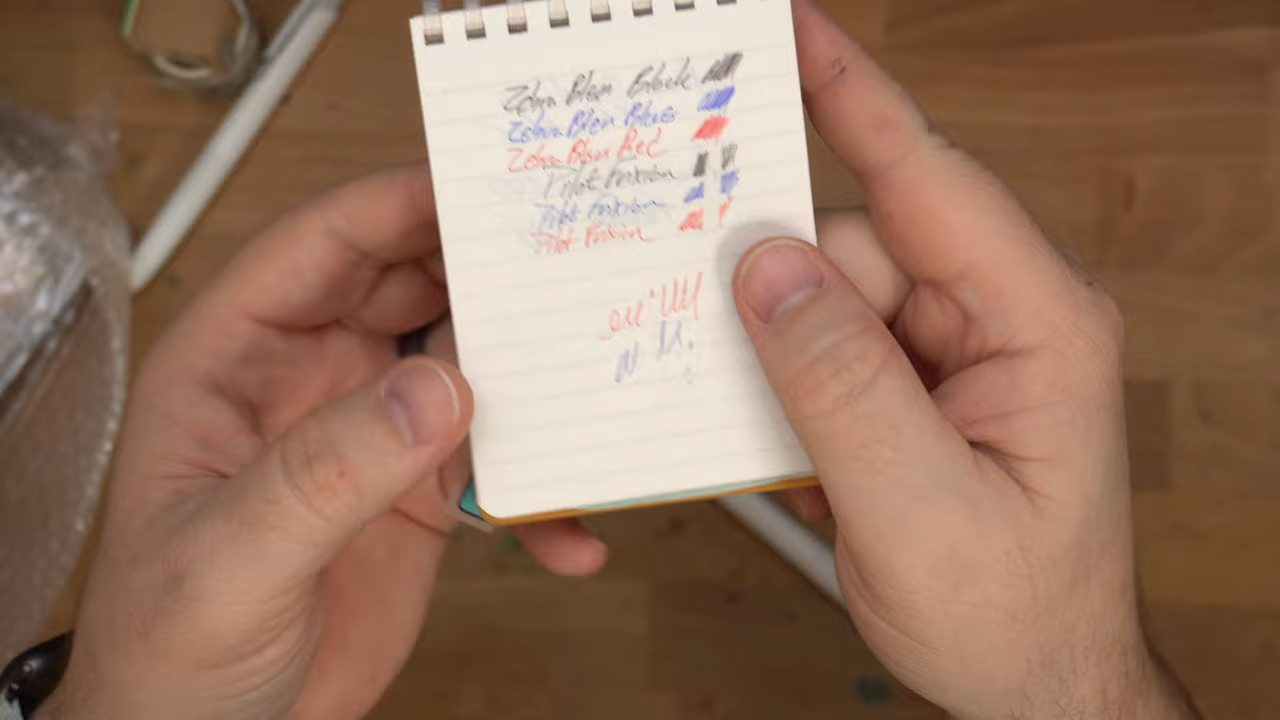 Zebra Blen Black
Zebra Blen Blue
Zebra Blen Red
Pilot Frixion
Pilot Frixion
Pilot Frixion